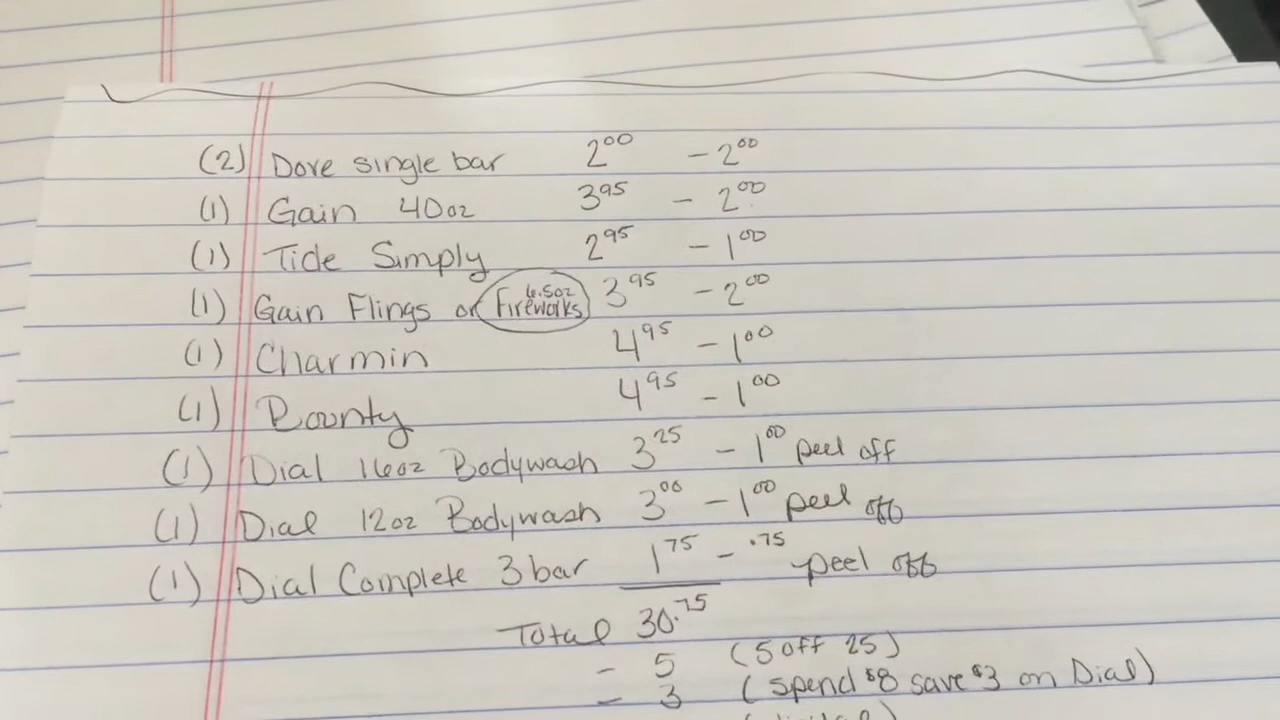 (2) Dove single bar 2.00 - 2.00
(1) Gain 40oz 3.95 - 2.00
(1) Tide Simply 2.95 - 1.00
(1) Gain Flings or Fireworks 6.5oz 3.95 - 2.00
(1) Charmin 4.95 - 1.00
(1) Bounty 4.95 - 1.00
(1) Dial 16oz Bodywash 3.25 - 1.00 peel off
(1) Dial 12oz Bodywash 3.00 - 1.00 peel off
(1) Dial Complete 3 bar 1.75 - .75 peel off
Total 30.75
- 5 (5 off 25)
- 3 (spend $8 save $3 on Dial)